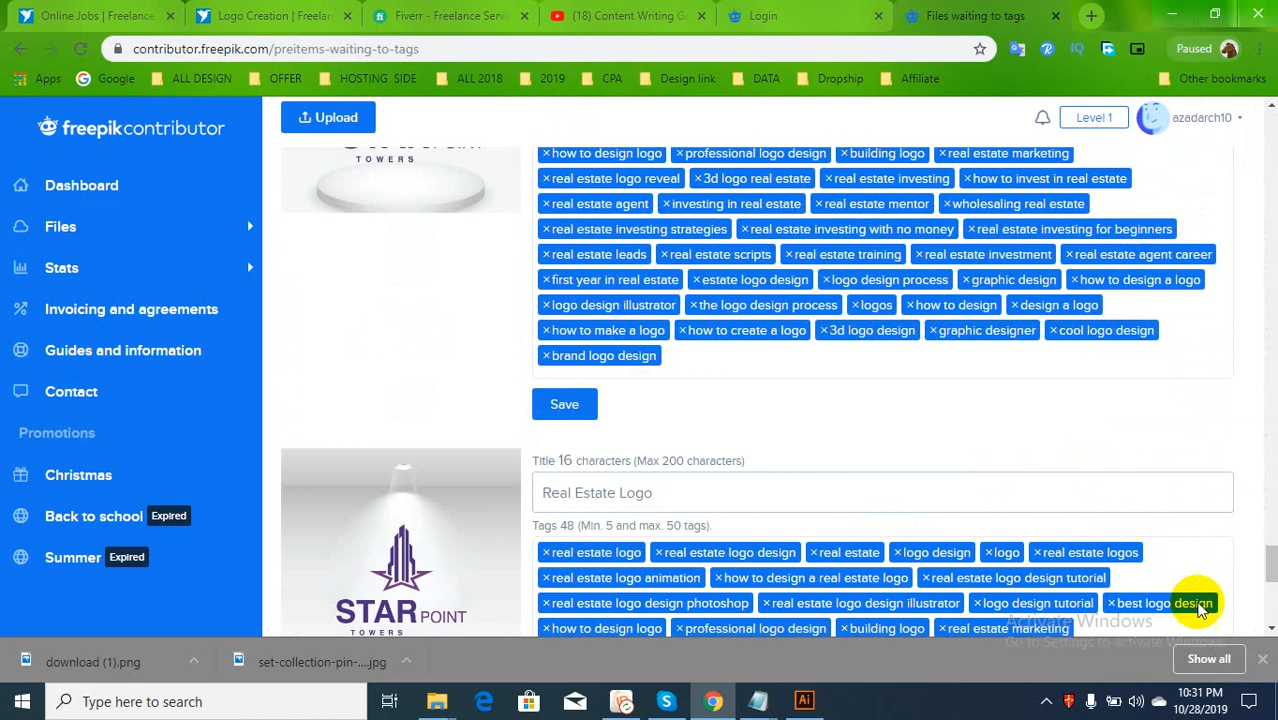 Online Jobs | Freelance
Logo Creation | Freelan
Fiverr - Freelance Servi
(18) Content Writing G
Login
Files waiting to tags
contributor.freepik.com/preitems-waiting-to-tags
Paused
Apps
Google
ALL DESIGN
OFFER
HOSTING SIDE
ALL 2018
2019
CPA
Design link
DATA
Dropship
Affiliate
Other bookmarks
freepikcontributor
Upload
Level 1
azadarch10
Dashboard
Files
Stats
Invoicing and agreements
Guides and information
Contact
Promotions
Christmas
Back to school Expired
Summer Expired
TOWERS
×how to design logo ×professional logo design ×building logo ×real estate marketing
×real estate logo reveal ×3d logo real estate ×real estate investing ×how to invest in real estate
×real estate agent ×investing in real estate ×real estate mentor ×wholesaling real estate
×real estate investing strategies ×real estate investing with no money ×real estate investing for beginners
×real estate leads ×real estate scripts ×real estate training ×real estate investment ×real estate agent career
×first year in real estate ×estate logo design ×logo design process ×graphic design ×how to design a logo
×logo design illustrator ×the logo design process ×logos ×how to design ×design a logo
×how to make a logo ×how to create a logo ×3d logo design ×graphic designer ×cool logo design
×brand logo design
Save
STAR POINT
TOWERS
Title 16 characters (Max 200 characters)
Real Estate Logo
Tags 48 (Min. 5 and max. 50 tags).
×real estate logo ×real estate logo design ×real estate ×logo design ×logo ×real estate logos
×real estate logo animation ×how to design a real estate logo ×real estate logo design tutorial
×real estate logo design photoshop ×real estate logo design illustrator ×logo design tutorial ×best logo design
×how to design logo ×professional logo design ×building logo ×real estate marketing
Activate Windows
Go to Settings to activate Windows.
download (1).png
set-collection-pin-....jpg
Show all
Type here to search
10:31 PM
10/28/2019